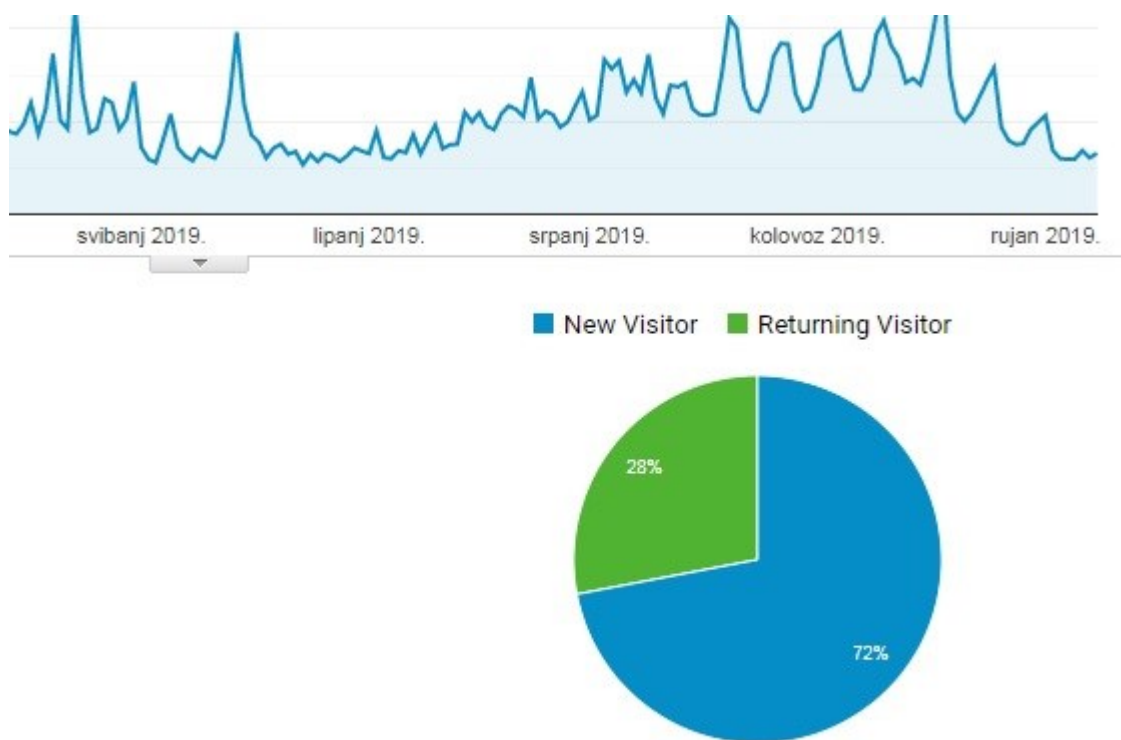 svibanj 2019. lipanj 2019. srpanj 2019. kolovoz 2019. rujan 2019.
New Visitor Returning Visitor
28%
72%